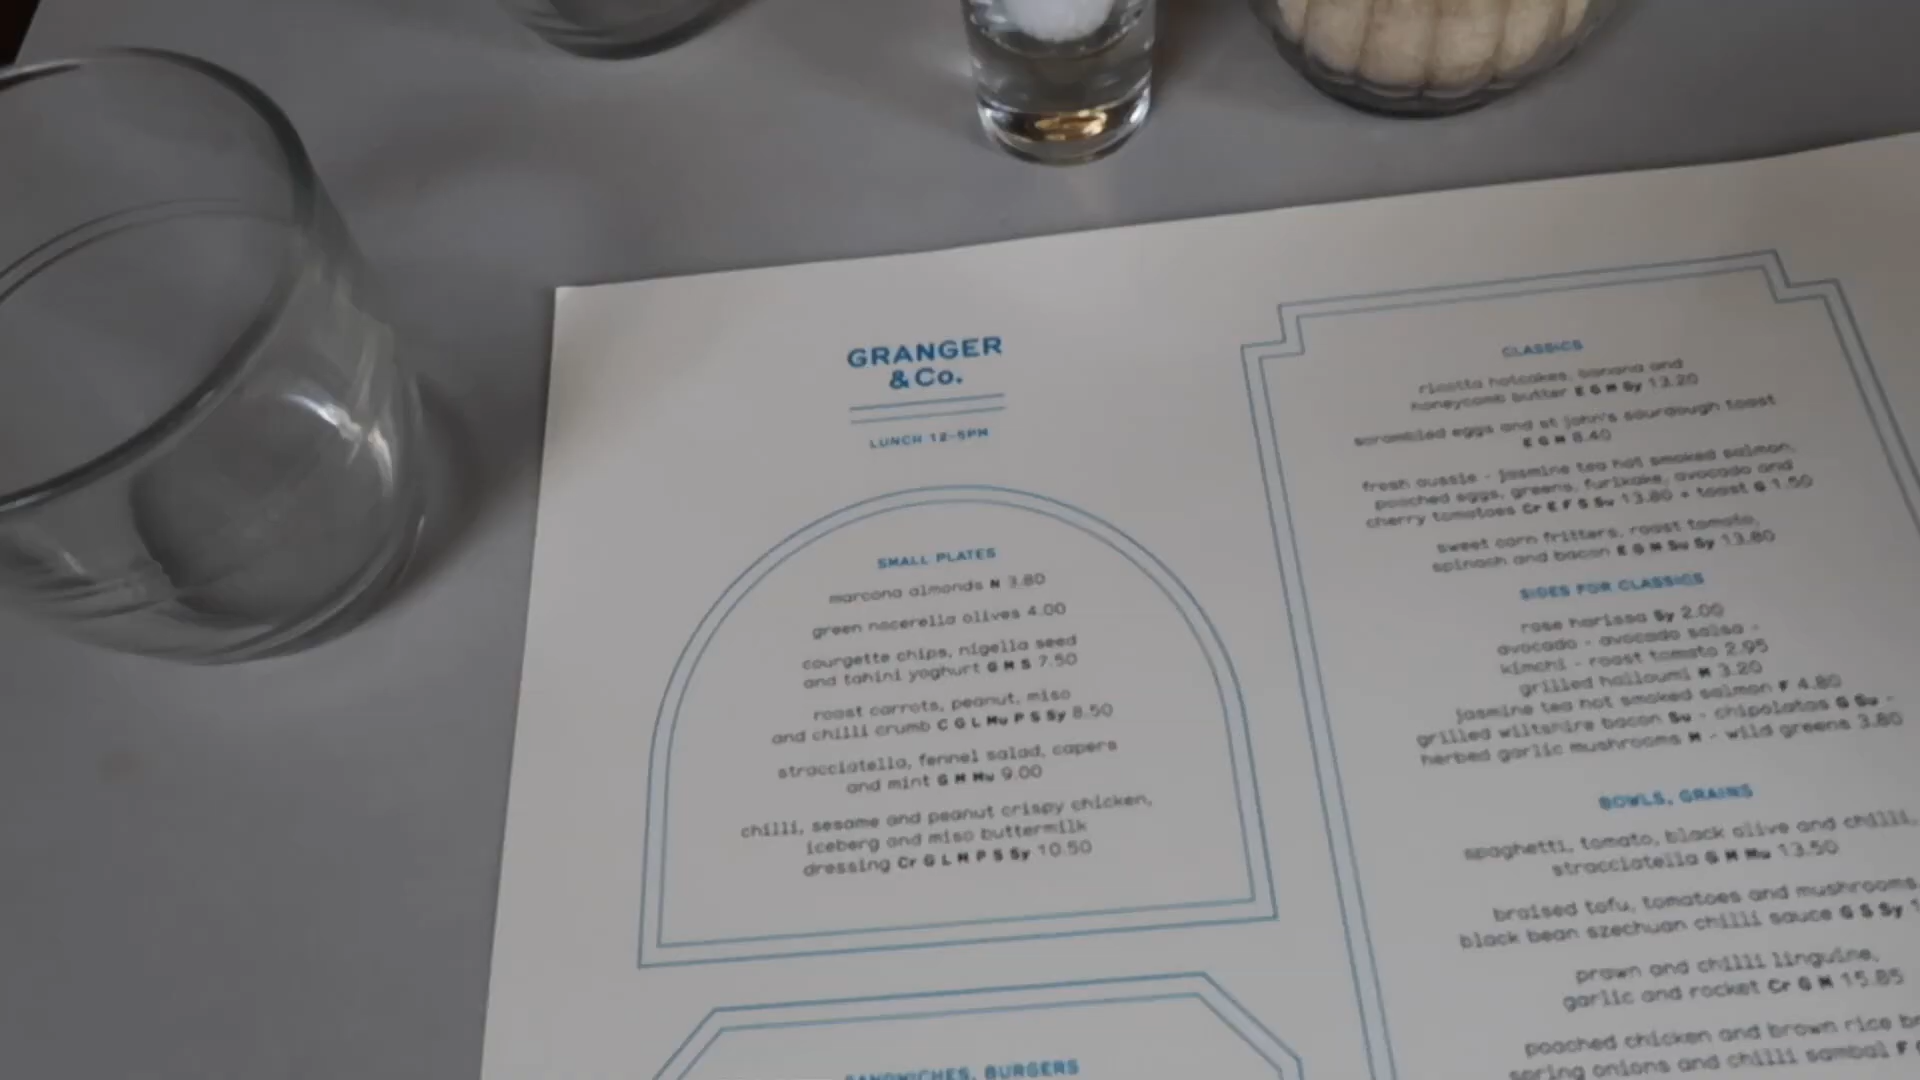 GRANGER
& Co.
LUNCH 12-5PM
SMALL PLATES
marcona almonds N 3.80
green nocerella olives 4.00
courgette chips, nigella seed
and tahini yoghurt G M S 7.50
roast carrots, peanut, miso
and chilli crumb C G L Mu P S Sy 8.50
stracciatella, fennel salad, capers
and mint G M Mu 9.00
chilli, sesame and peanut crispy chicken,
iceberg and miso buttermilk
dressing Cr G L M P S Sy 10.50
SANDWICHES, BURGERS
CLASSICS
ricotta hotcakes, banana and
honeycomb butter E G M Sy 13.20
scrambled eggs and st john's sourdough toast
E G M 8.40
fresh aussie - jasmine tea hot smoked salmon,
poached eggs, greens, furikake, avocado and
cherry tomatoes Cr E F S Su 13.80 + toast G 1.50
sweet corn fritters, roast tomato,
spinach and bacon E G M Su Sy 13.80
SIDES FOR CLASSICS
rose harissa Sy 2.00
avocado - avocado salsa -
kimchi - roast tomato 2.95
grilled halloumi M 3.20
jasmine tea hot smoked salmon F 4.80
grilled wiltshire bacon Su - chipolatas G Su -
herbed garlic mushrooms M - wild greens 3.80
BOWLS, GRAINS
spaghetti, tomato, black olive and chilli,
stracciatella G M Mu 13.50
braised tofu, tomatoes and mushrooms,
black bean szechuan chilli sauce G S Sy
prawn and chilli linguine,
garlic and rocket Cr G M 15.85
poached chicken and brown rice
spring onions and chilli sambal F